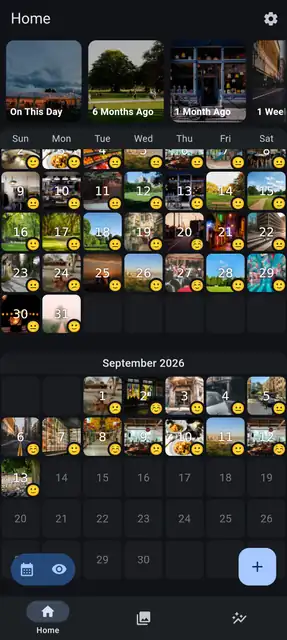 Home
On This Day
6 Months Ago
1 Month Ago
1 Wee
Sun Mon Tue Wed Thu Fri Sat
9 10 11 12 13 14 15
16 17 18 19 20 21 22
23 24 25 26 27 28 29
30 31
September 2026
1 2 3 4 5
6 7 8 9 10 11 12
13 14 15 16 17 18 19
20 21 22 23 24 25 26
29 30
Home